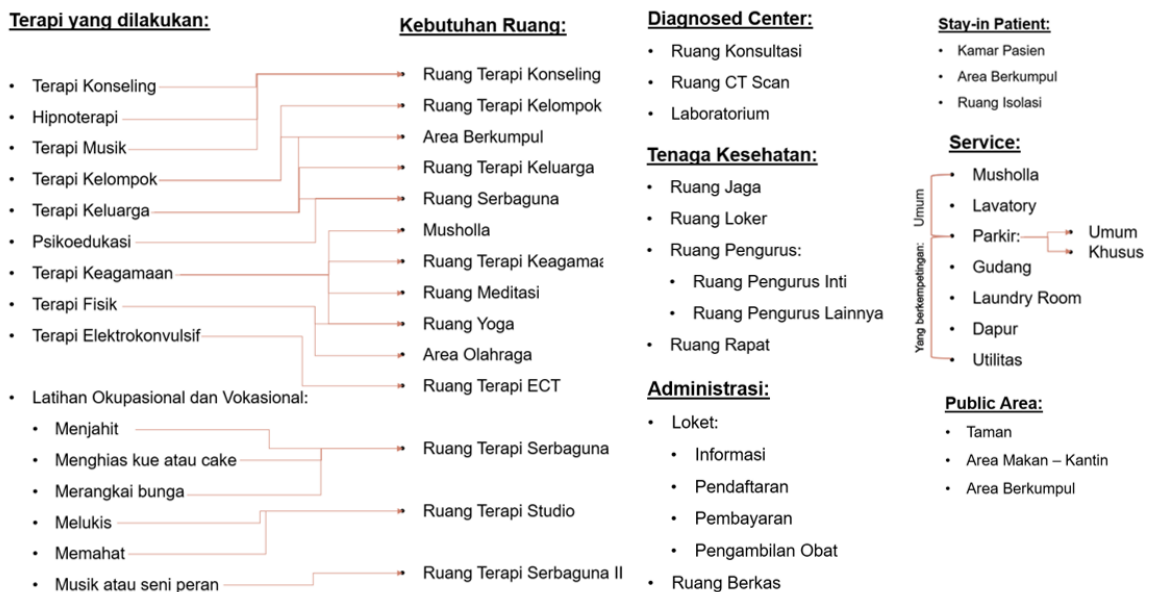 Terapi yang dilakukan:
• Terapi Konseling
• Hipnoterapi
• Terapi Musik
• Terapi Kelompok
• Terapi Keluarga
• Psikoedukasi
• Terapi Keagamaan
• Terapi Fisik
• Terapi Elektrokonvulsif
• Latihan Okupasional dan Vokasional:
• Menjahit
• Menghias kue atau cake
• Merangkai bunga
• Melukis
• Memahat
• Musik atau seni peran
Kebutuhan Ruang:
• Ruang Terapi Konseling
• Ruang Terapi Kelompok
• Area Berkumpul
• Ruang Terapi Keluarga
• Ruang Serbaguna
• Musholla
• Ruang Terapi Keagamaa
• Ruang Meditasi
• Ruang Yoga
• Area Olahraga
• Ruang Terapi ECT
• Ruang Terapi Serbaguna
• Ruang Terapi Studio
• Ruang Terapi Serbaguna II
Diagnosed Center:
• Ruang Konsultasi
• Ruang CT Scan
• Laboratorium
Tenaga Kesehatan:
• Ruang Jaga
• Ruang Loker
• Ruang Pengurus:
• Ruang Pengurus Inti
• Ruang Pengurus Lainnya
• Ruang Rapat
Administrasi:
• Loket:
• Informasi
• Pendaftaran
• Pembayaran
• Pengambilan Obat
• Ruang Berkas
Stay-in Patient:
• Kamar Pasien
• Area Berkumpul
• Ruang Isolasi
Service:
Umum
Yang berkempetingan:
• Musholla
• Lavatory
• Parkir:
• Umum
• Khusus
• Gudang
• Laundry Room
• Dapur
• Utilitas
Public Area:
• Taman
• Area Makan – Kantin
• Area Berkumpul